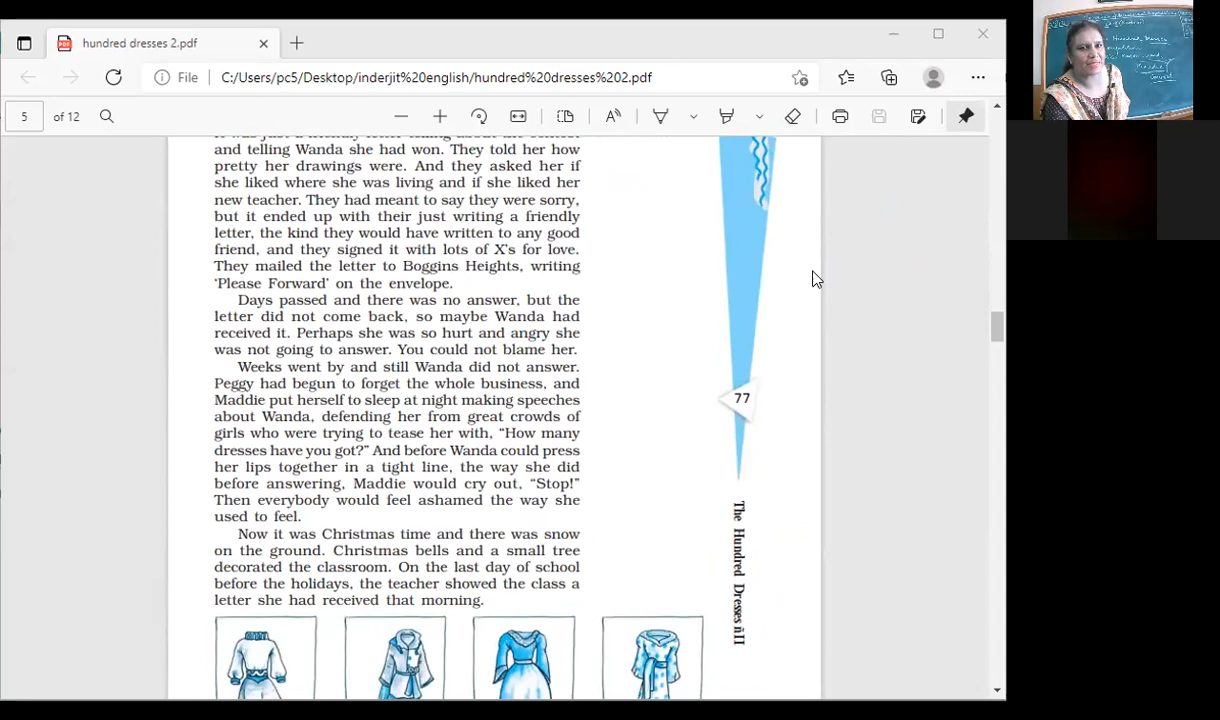 hundred dresses 2.pdf
File C:/Users/pc5/Desktop/inderjit%20english/hundred%20dresses%202.pdf
5 of 12
and telling Wanda she had won. They told her how
pretty her drawings were. And they asked her if
she liked where she was living and if she liked her
new teacher. They had meant to say they were sorry,
but it ended up with their just writing a friendly
letter, the kind they would have written to any good
friend, and they signed it with lots of X's for love.
They mailed the letter to Boggins Heights, writing
‘Please Forward’ on the envelope.
Days passed and there was no answer, but the
letter did not come back, so maybe Wanda had
received it. Perhaps she was so hurt and angry she
was not going to answer. You could not blame her.
Weeks went by and still Wanda did not answer.
Peggy had begun to forget the whole business, and
Maddie put herself to sleep at night making speeches
about Wanda, defending her from great crowds of
girls who were trying to tease her with, “How many
dresses have you got?” And before Wanda could press
her lips together in a tight line, the way she did
before answering, Maddie would cry out, “Stop!”
Then everybody would feel ashamed the way she
used to feel.
Now it was Christmas time and there was snow
on the ground. Christmas bells and a small tree
decorated the classroom. On the last day of school
before the holidays, the teacher showed the class a
letter she had received that morning.
77
The Hundred Dresses ñ II
Hundred Dresses